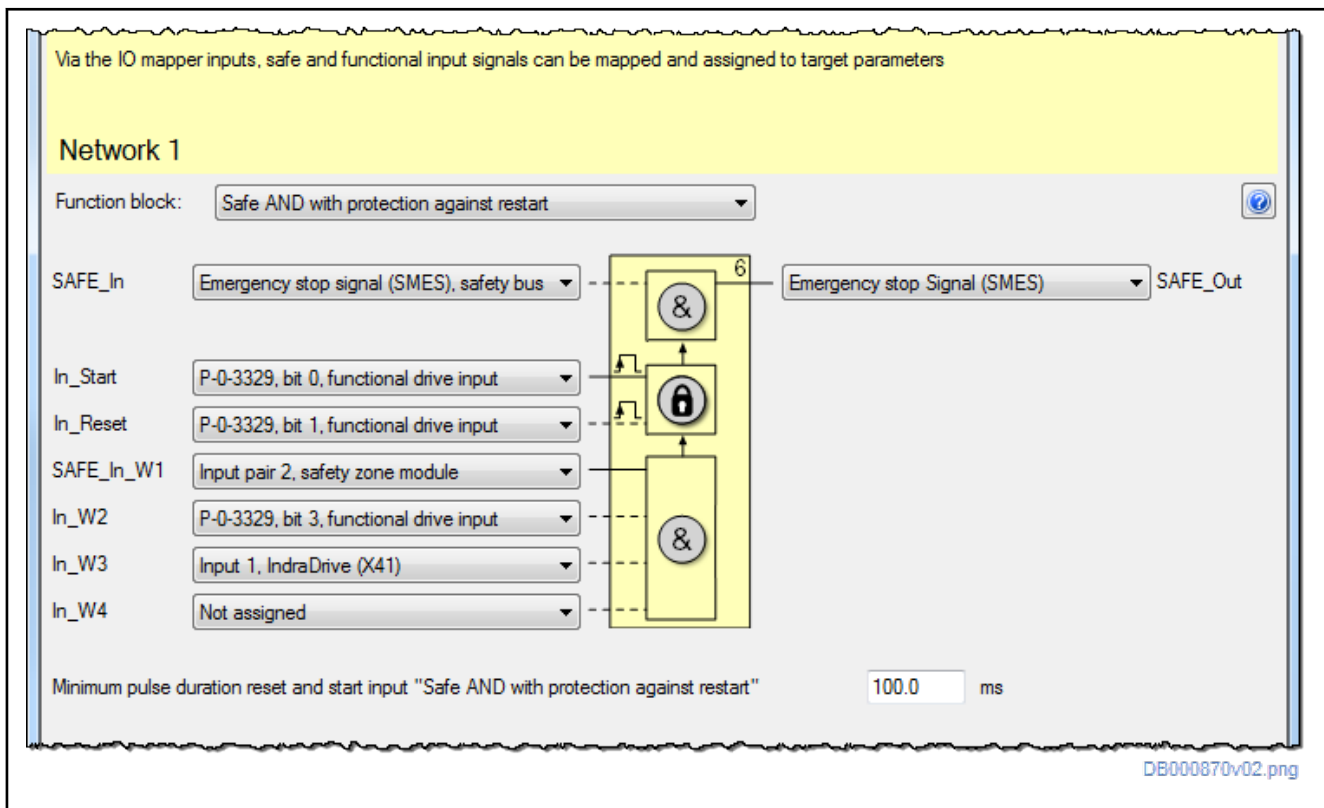 Via the IO mapper inputs, safe and functional input signals can be mapped and assigned to target parameters
Network 1
Function block: Safe AND with protection against restart
SAFE_In Emergency stop signal (SMES), safety bus & 6 Emergency stop Signal (SMES) SAFE_Out
In_Start P-0-3329, bit 0, functional drive input
In_Reset P-0-3329, bit 1, functional drive input
SAFE_In_W1 Input pair 2, safety zone module
In_W2 P-0-3329, bit 3, functional drive input &
In_W3 Input 1, IndraDrive (X41)
In_W4 Not assigned
Minimum pulse duration reset and start input "Safe AND with protection against restart" 100.0 ms
DB000870v02.png